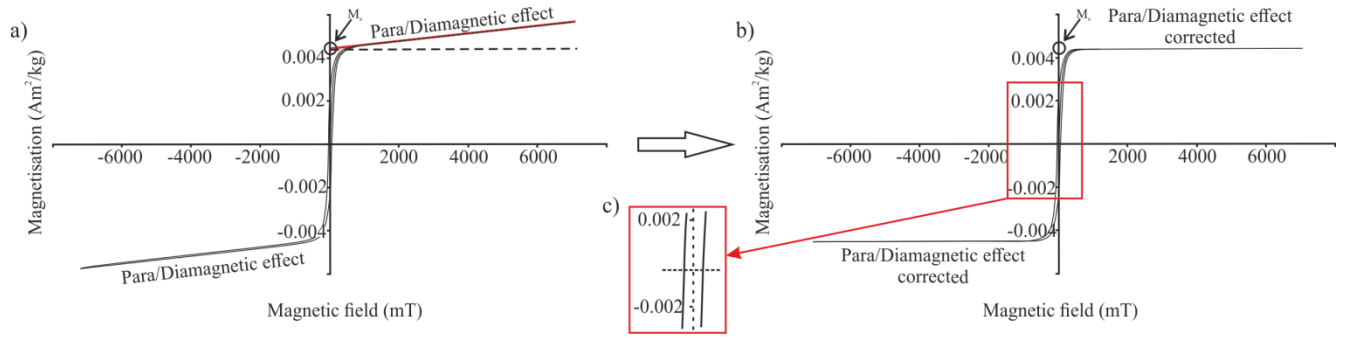 a)
Mₛ
Para/Diamagnetic effect
0.004
0.002
-6000 -4000 -2000 2000 4000 6000
-0.002
-0.004
Para/Diamagnetic effect
Magnetisation (Am²/kg)
Magnetic field (mT)
b)
Mₛ
Para/Diamagnetic effect
corrected
0.004
0.002
-6000 -4000 -2000 2000 4000 6000
-0.002
-0.004
Para/Diamagnetic effect
corrected
Magnetisation (Am²/kg)
Magnetic field (mT)
c)
0.002
-0.002